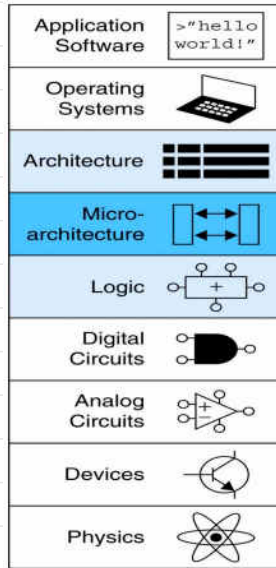 Application
Software
>"hello
world!"
Operating
Systems
Architecture
Micro-
architecture
Logic
+
Digital
Circuits
Analog
Circuits
+
-
Devices
Physics